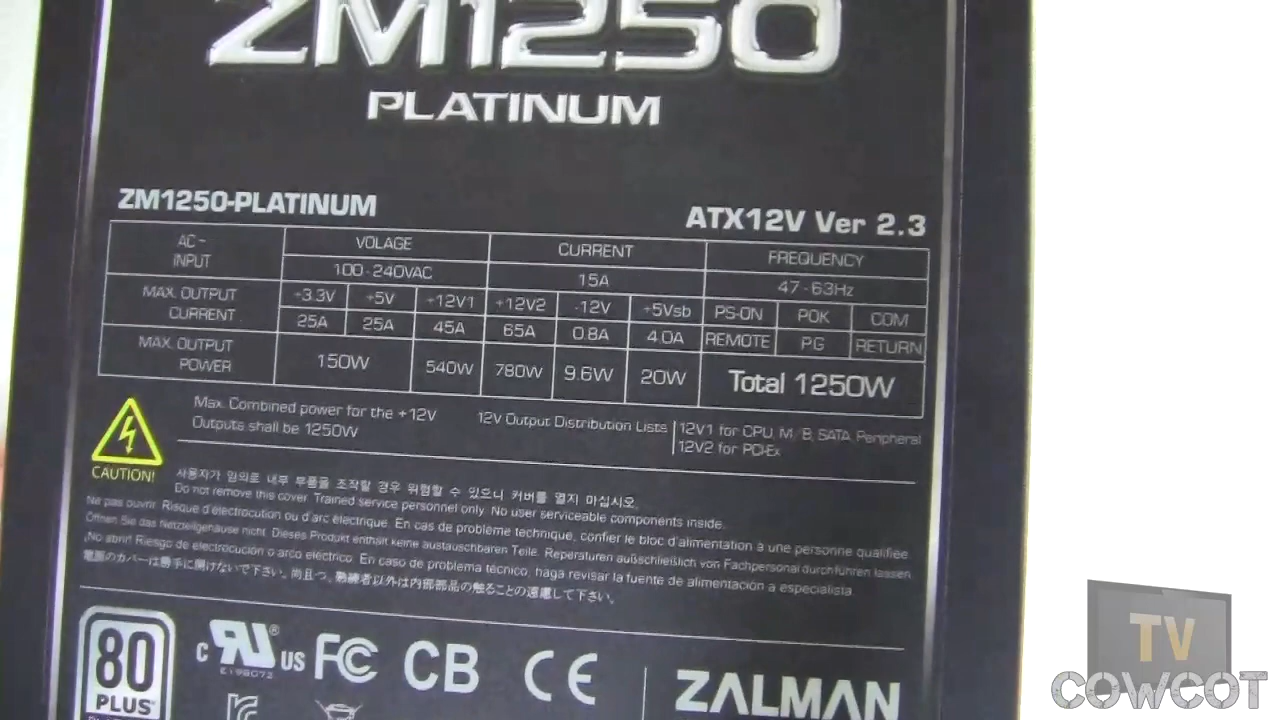 ZM1250
PLATINUM
ZM1250-PLATINUM
ATX12V Ver 2.3
AC ~ INPUT
VOLAGE
CURRENT
FREQUENCY
100-240VAC
15A
47-63Hz
MAX. OUTPUT CURRENT
+3.3V +5V +12V1 +12V2 -12V +5Vsb PS-ON POK COM
25A 25A 45A 65A 0.8A 4.0A REMOTE PG RETURN
MAX. OUTPUT POWER
150W 540W 780W 9.6W 20W Total 1250W
Max. Combined power for the +12V
Outputs shall be 1250W
12V Output Distribution Lists
12V1 for CPU, M/B, SATA, Peripheral
12V2 for PCI-Ex
CAUTION!
사용자가 임의로 내부 부품을 조작할 경우 위험할 수 있으니 커버를 열지 마십시오.
Do not remove this cover. Trained service personnel only. No user serviceable components inside.
Ne pas ouvrir. Risque d'électrocution ou d'arc électrique. En cas de problème technique, confier le bloc d'alimentation à une personne qualifiée
Öffnen Sie das Netzteilgehäuse nicht. Dieses Produkt enthält keine austauschbaren Teile. Reperaturen außschließlich von Fachpersonal durchführen lassen
¡No abrir! Riesgo de electrocución o arco eléctrico. En caso de problema técnico, haga revisar la fuente de alimentación a especialista
電源のカバーは勝手に開けないで下さい。尚且つ、熟練者以外は内部部品の触ることの遠慮して下さい。
80
PLUS
c RU ® US
E198072
FC
CB
CE
ZALMAN
TV
COWCOT